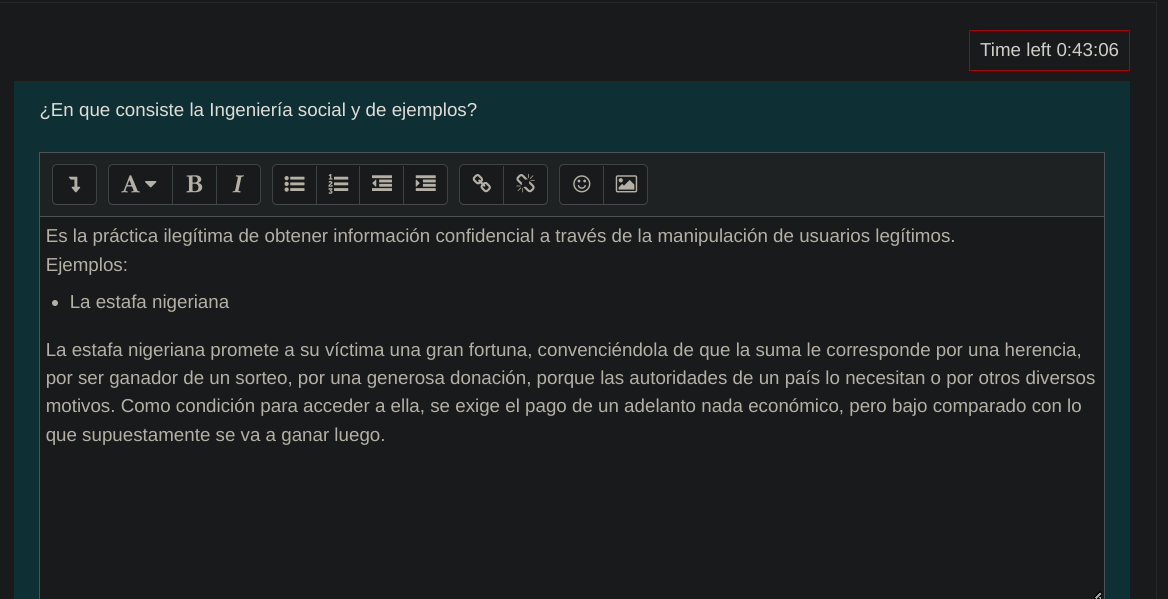 Time left 0:43:06
¿En que consiste la Ingeniería social y de ejemplos?
Es la práctica ilegítima de obtener información confidencial a través de la manipulación de usuarios legítimos.
Ejemplos:
• La estafa nigeriana
La estafa nigeriana promete a su víctima una gran fortuna, convenciéndola de que la suma le corresponde por una herencia,
por ser ganador de un sorteo, por una generosa donación, porque las autoridades de un país lo necesitan o por otros diversos
motivos. Como condición para acceder a ella, se exige el pago de un adelanto nada económico, pero bajo comparado con lo
que supuestamente se va a ganar luego.